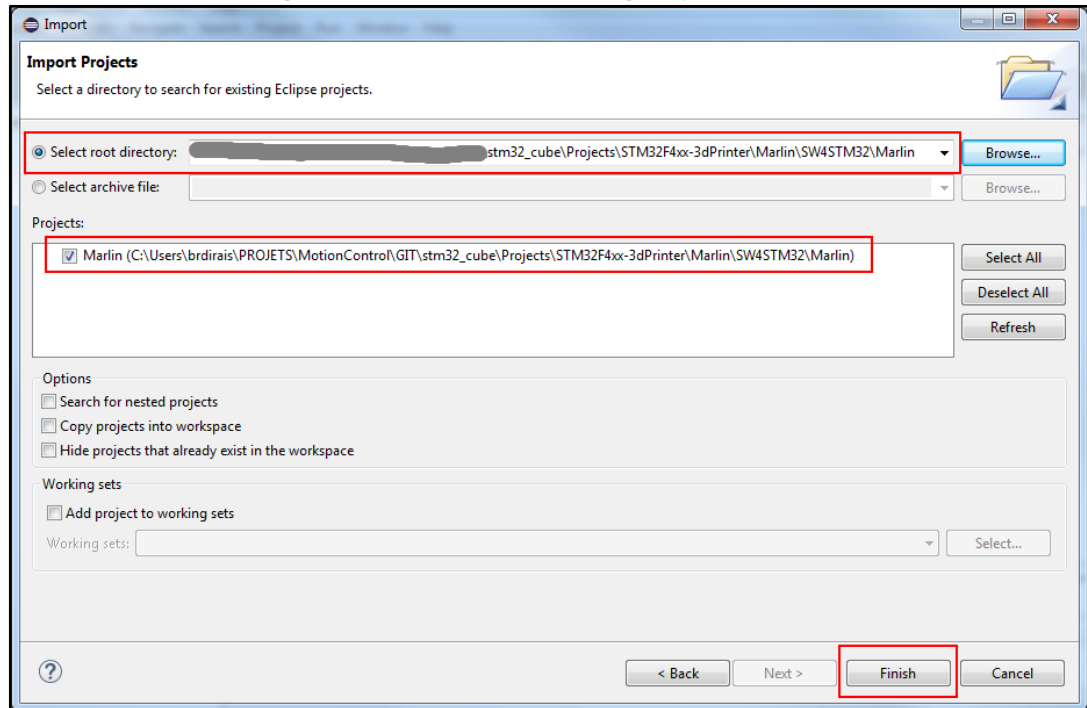 Import
Import Projects
Select a directory to search for existing Eclipse projects.
Select root directory: stm32_cube\Projects\STM32F4xx-3dPrinter\Marlin\SW4STM32\Marlin Browse...
Select archive file: Browse...
Projects:
Marlin (C:\Users\brdirais\PROJETS\MotionControl\GIT\stm32_cube\Projects\STM32F4xx-3dPrinter\Marlin\SW4STM32\Marlin)
Select All
Deselect All
Refresh
Options
Search for nested projects
Copy projects into workspace
Hide projects that already exist in the workspace
Working sets
Add project to working sets
Working sets: Select...
? < Back Next > Finish Cancel